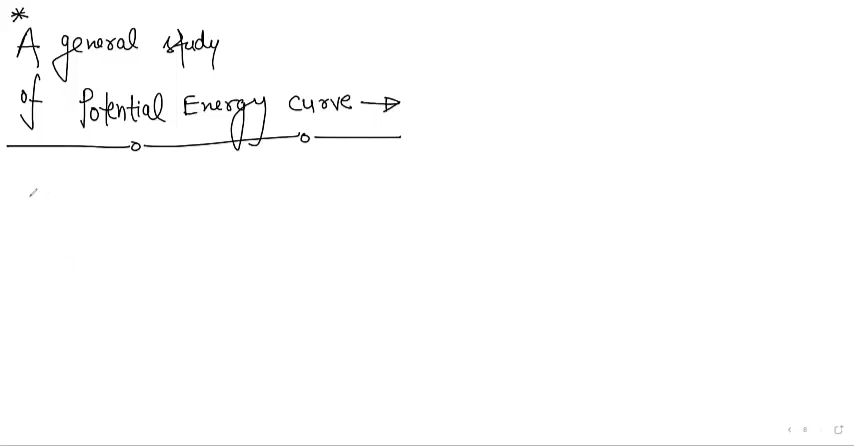 *
A general study
of Potential Energy curve →